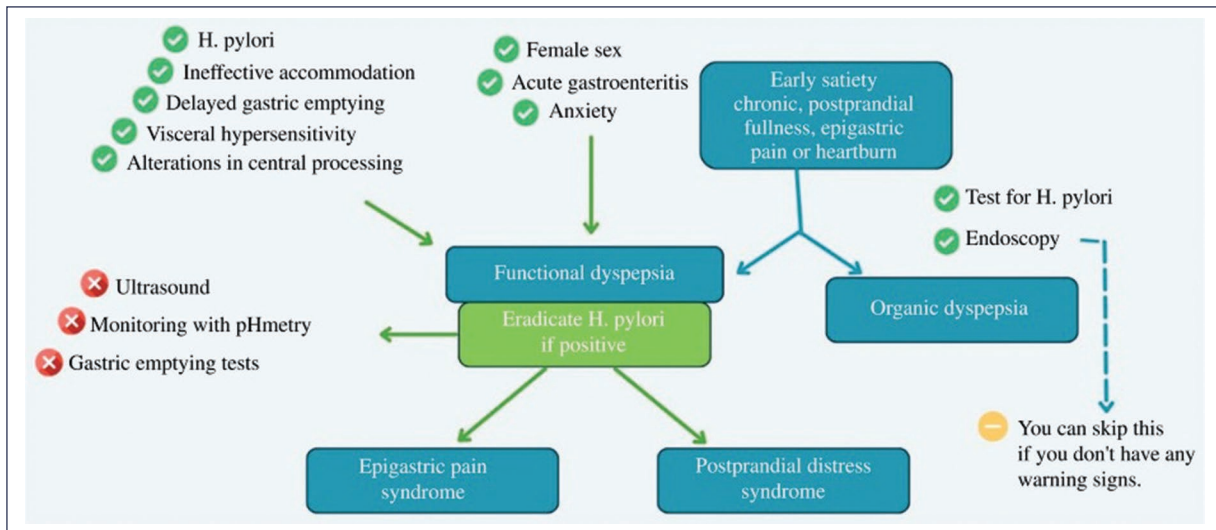 H. pylori
Ineffective accommodation
Delayed gastric emptying
Visceral hypersensitivity
Alterations in central processing
Female sex
Acute gastroenteritis
Anxiety
Early satiety
chronic, postprandial
fullness, epigastric
pain or heartburn
Test for H. pylori
Endoscopy
Functional dyspepsia
Eradicate H. pylori
if positive
Organic dyspepsia
Ultrasound
Monitoring with pHmetry
Gastric emptying tests
Epigastric pain
syndrome
Postprandial distress
syndrome
You can skip this
if you don't have any
warning signs.